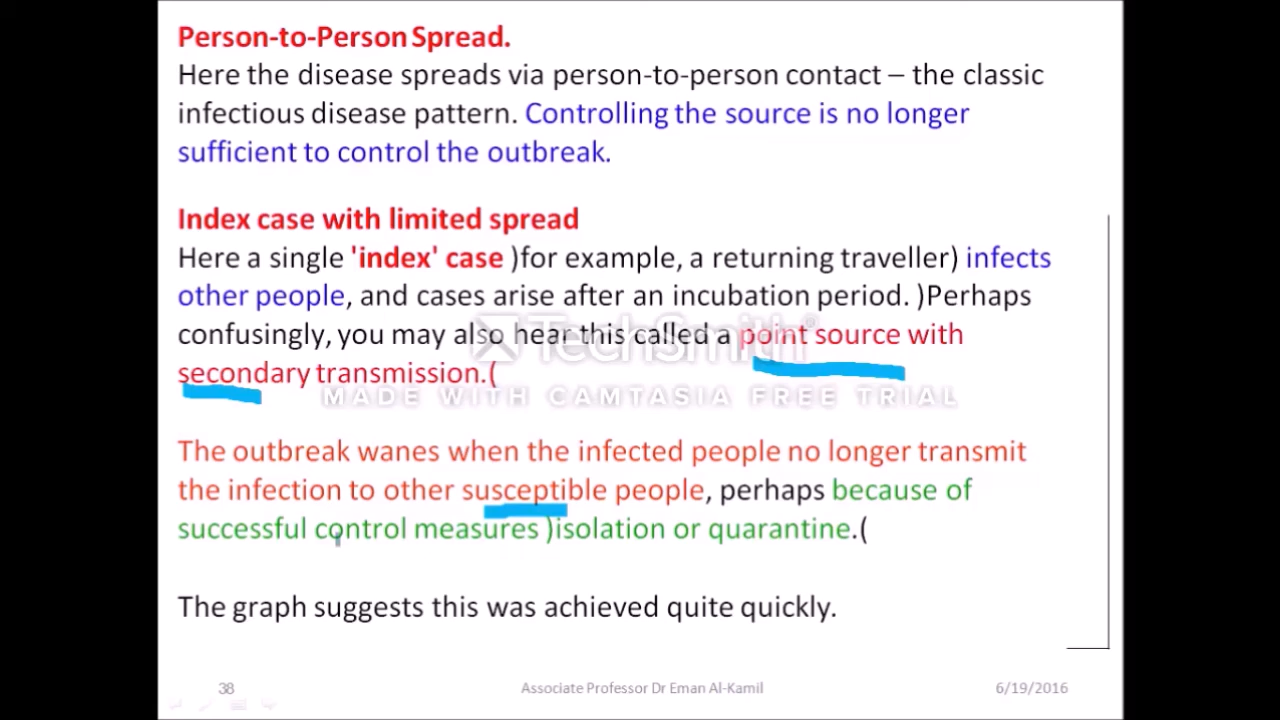 Person-to-Person Spread.
Here the disease spreads via person-to-person contact – the classic
infectious disease pattern. Controlling the source is no longer
sufficient to control the outbreak.
Index case with limited spread
Here a single 'index' case )for example, a returning traveller) infects
other people, and cases arise after an incubation period. )Perhaps
confusingly, you may also hear this called a point source with
secondary transmission.(
TechSmith®
MADE WITH CAMTASIA FREE TRIAL
The outbreak wanes when the infected people no longer transmit
the infection to other susceptible people, perhaps because of
successful control measures )isolation or quarantine.(
The graph suggests this was achieved quite quickly.
38 Associate Professor Dr Eman Al-Kamil 6/19/2016